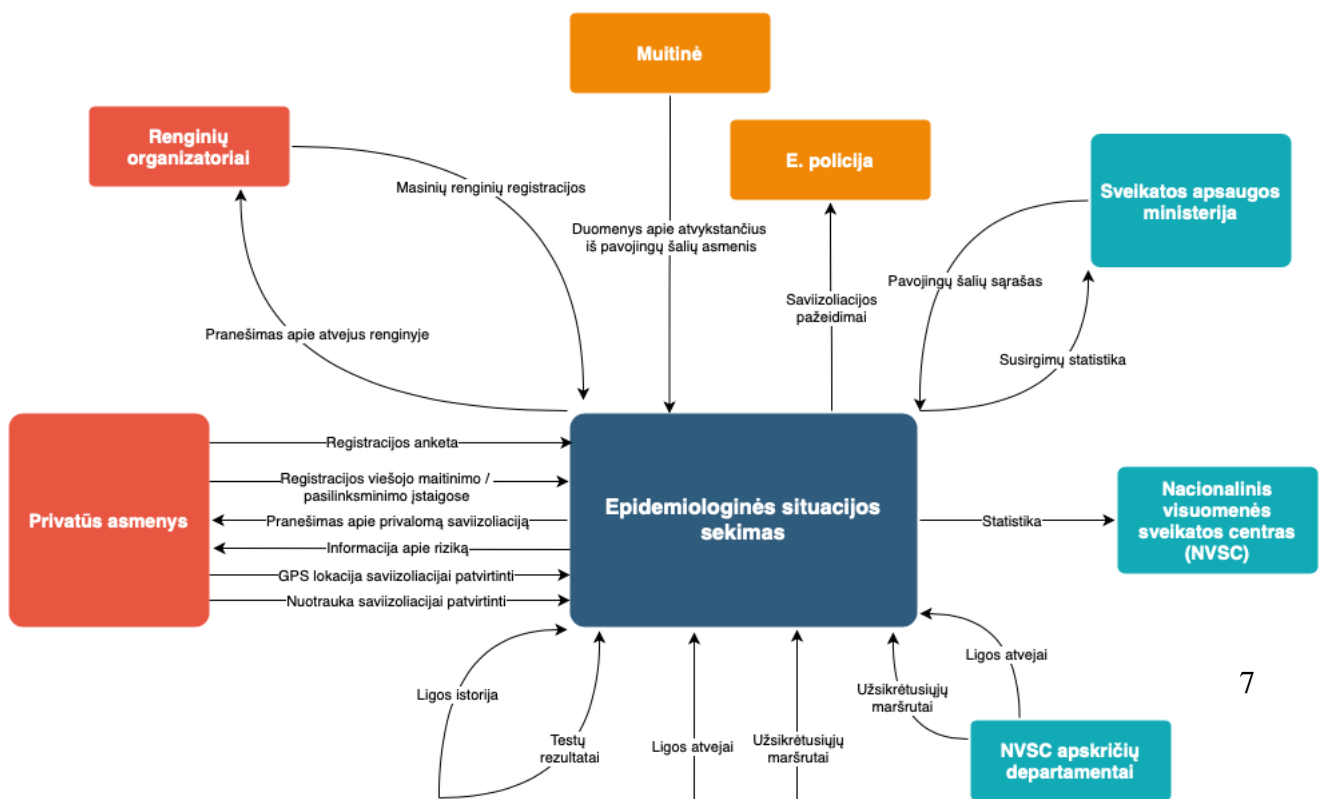 Muitinė
Renginių
organizatoriai
E. policija
Sveikatos apsaugos
ministerija
Masinių renginių registracijos
Duomenys apie atvykstančius
iš pavojingų šalių asmenis
Pavojingų šalių sąrašas
Saviizoliacijos
pažeidimai
Pranešimas apie atvejus renginyje
Susirgimų statistika
Privatūs asmenys
Registracijos anketa
Registracijos viešojo maitinimo /
pasilinksminimo įstaigose
Pranešimas apie privalomą saviizoliaciją
Informacija apie riziką
GPS lokacija saviizoliacijai patvirtinti
Nuotrauka saviizoliacijai patvirtinti
Epidemiologinės situacijos
sekimas
Statistika
Nacionalinis
visuomenės
sveikatos centras
(NVSC)
Ligos istorija
Testų
rezultatai
Ligos atvejai
Užsikrėtusiųjų
maršrutai
Užsikrėtusiųjų
maršrutai
Ligos atvejai
NVSC apskričių
departamentai
7